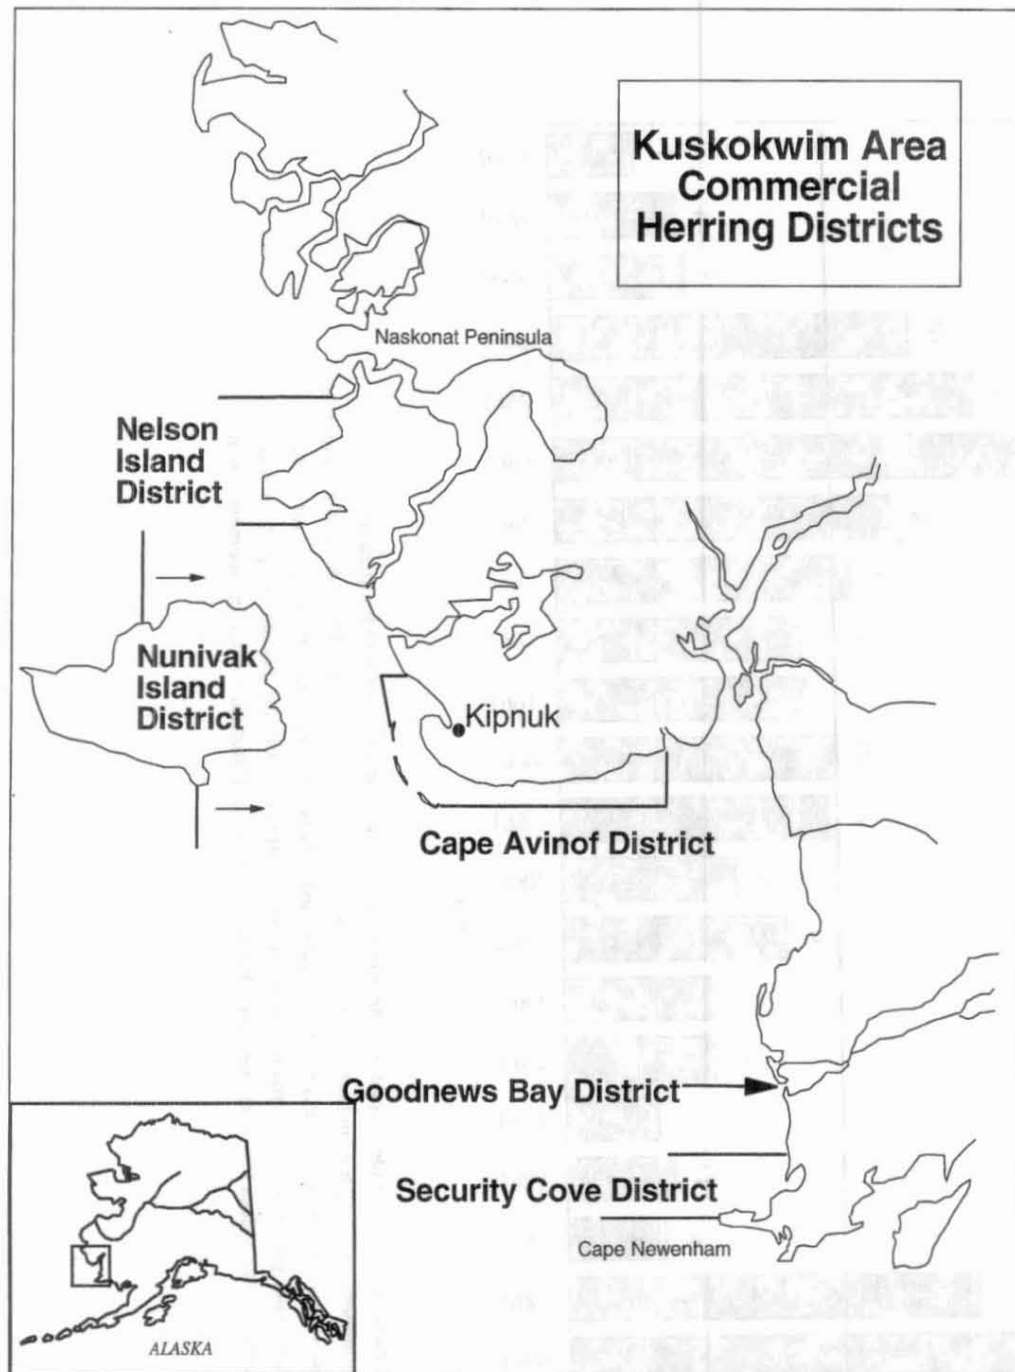 Kuskokwim Area
Commercial
Herring Districts
Naskonat Peninsula
Nelson
Island
District
Nunivak
Island
District
Kipnuk
Cape Avinof District
Goodnews Bay District
Security Cove District
Cape Newenham
ALASKA